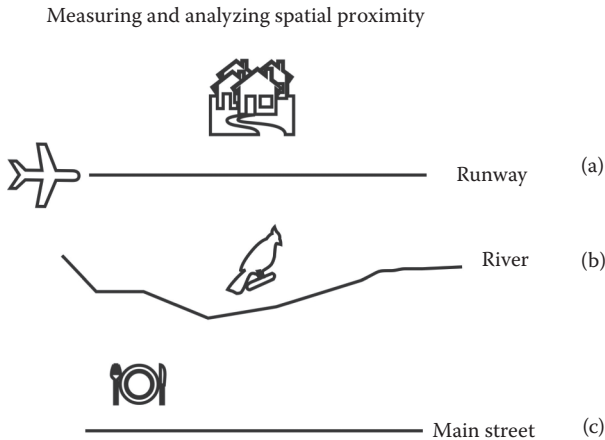 Measuring and analyzing spatial proximity
Runway (a)
River (b)
Main street (c)